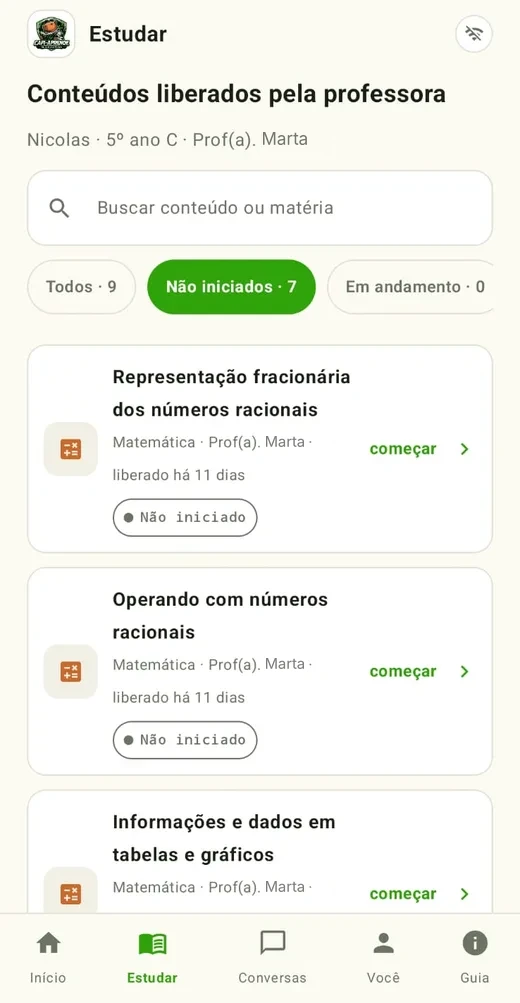 CAPI-APRENDE
Estudar
Conteúdos liberados pela professora
Nicolas · 5º ano C · Prof(a). Marta
Buscar conteúdo ou matéria
Todos · 9
Não iniciados · 7
Em andamento · 0
Representação fracionária
dos números racionais
Matemática · Prof(a). Marta ·
liberado há 11 dias
começar
Não iniciado
Operando com números
racionais
Matemática · Prof(a). Marta ·
liberado há 11 dias
começar
Não iniciado
Informações e dados em
tabelas e gráficos
Matemática · Prof(a). Marta ·
começar
Início
Estudar
Conversas
Você
Guia